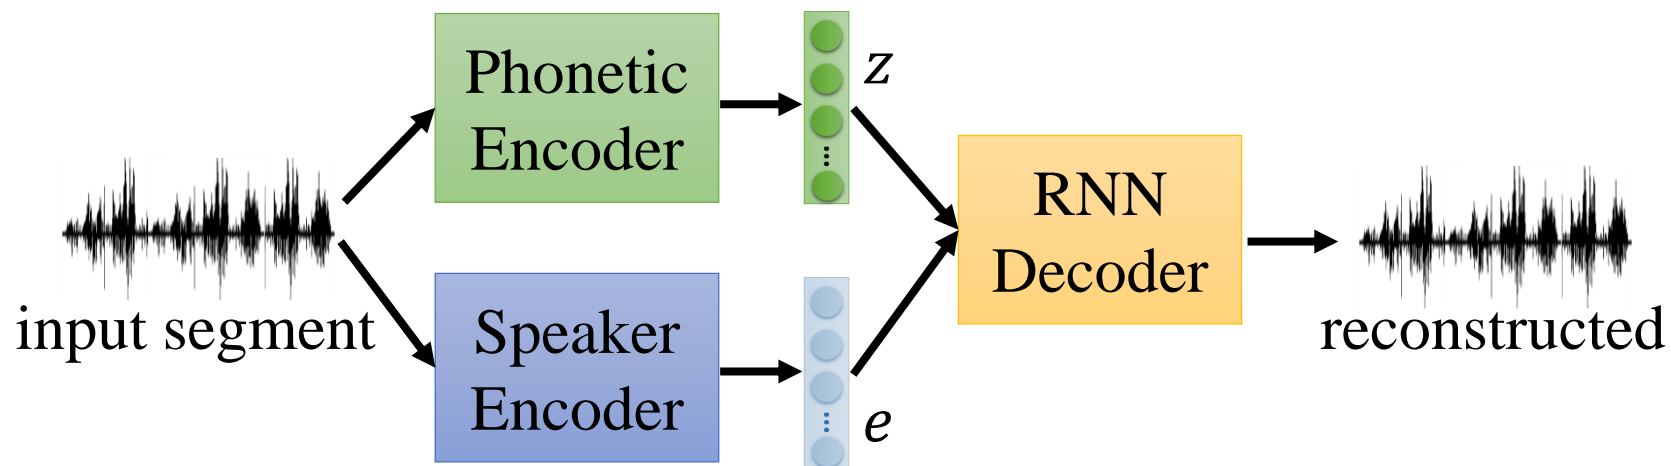 Phonetic
Encoder
z
RNN
Decoder
input segment
Speaker
Encoder
e
reconstructed